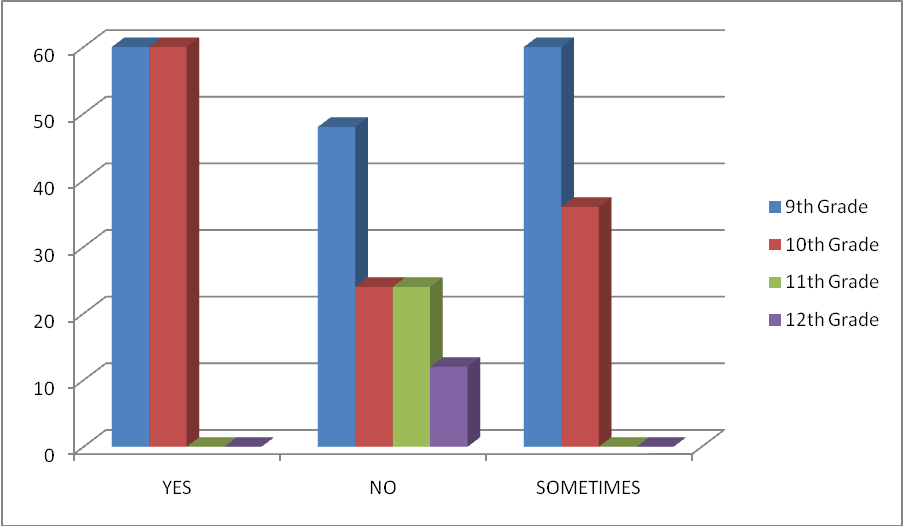 60
50
40
30
20
10
0
YES NO SOMETIMES
9th Grade
10th Grade
11th Grade
12th Grade